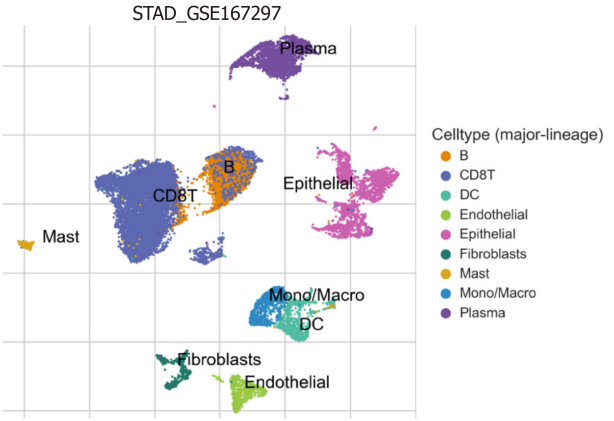 STAD_GSE167297
Plasma
B
CD8T
Epithelial
Mast
Mono/Macro
DC
Fibroblasts
Endothelial
Celltype (major-lineage)
B
CD8T
DC
Endothelial
Epithelial
Fibroblasts
Mast
Mono/Macro
Plasma